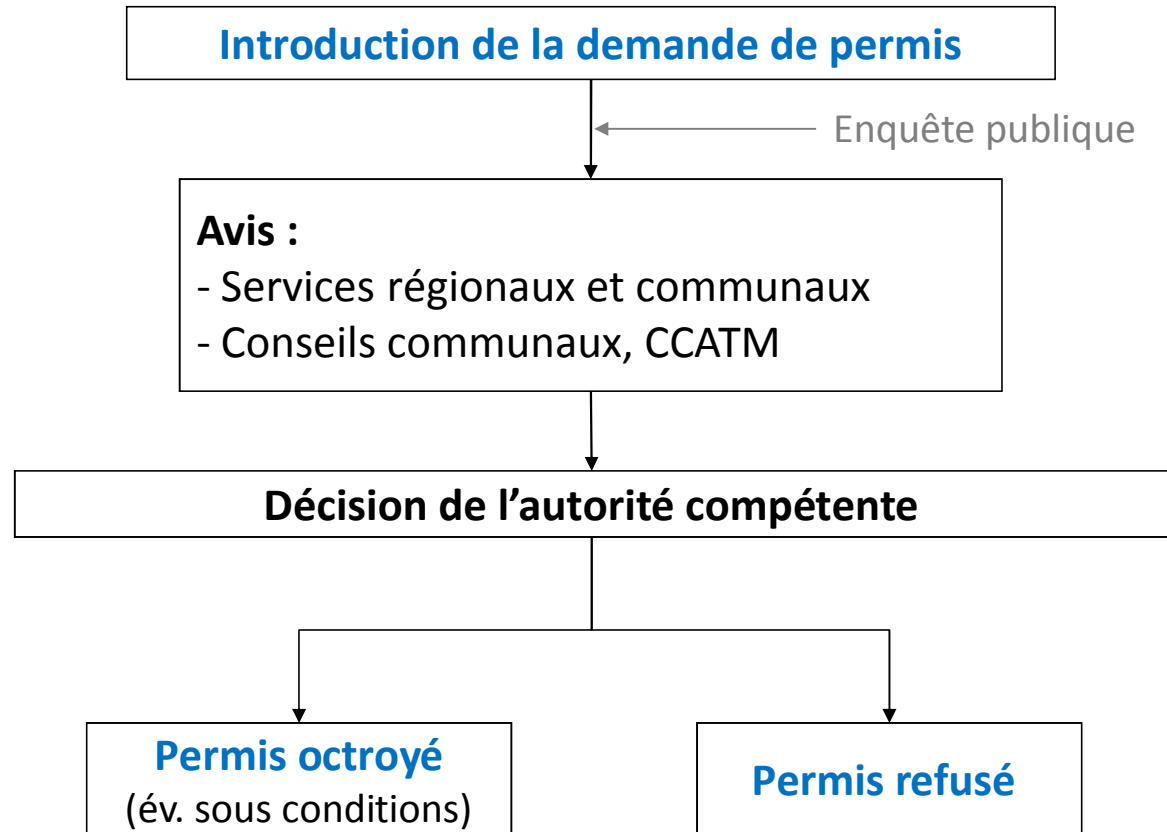 Introduction de la demande de permis
Enquête publique
Avis :
- Services régionaux et communaux
- Conseils communaux, CCATM
Décision de l’autorité compétente
Permis octroyé
(év. sous conditions)
Permis refusé